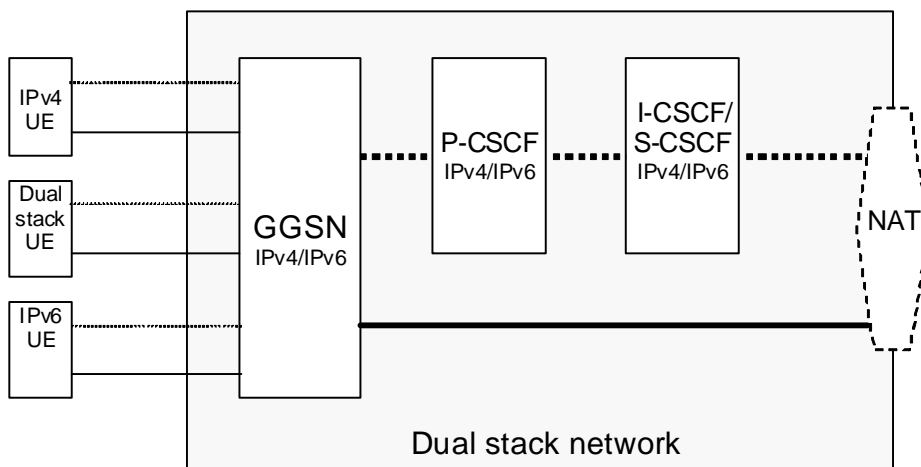 IPv4
UE
Dual
stack
UE
IPv6
UE
GGSN
IPv4/IPv6
P-CSCF
IPv4/IPv6
I-CSCF/
S-CSCF
IPv4/IPv6
NAT
Dual stack network